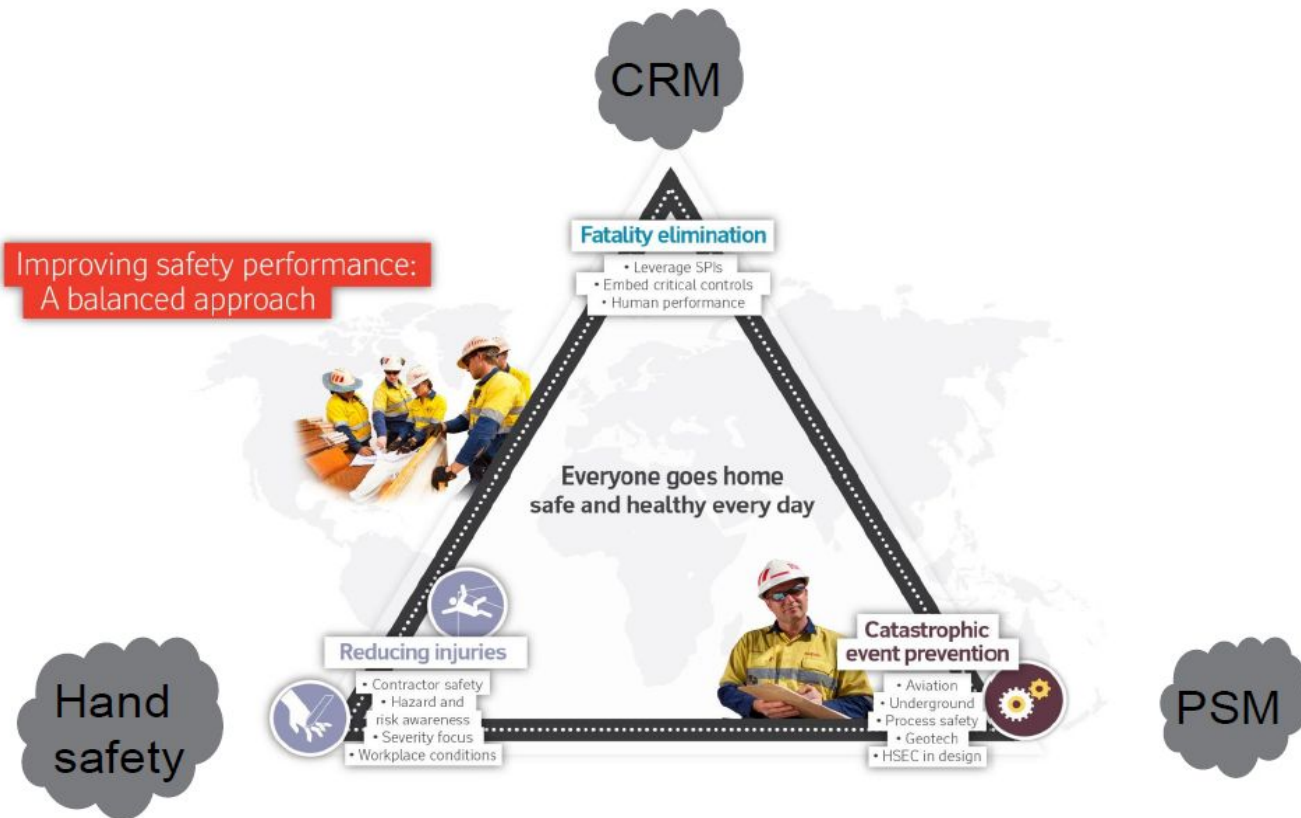 CRM
Improving safety performance:
A balanced approach
Fatality elimination
• Leverage SPIs
• Embed critical controls
• Human performance
Everyone goes home
safe and healthy every day
Hand
safety
Reducing injuries
• Contractor safety
• Hazard and
risk awareness
• Severity focus
• Workplace conditions
Catastrophic
event prevention
• Aviation
• Underground
• Process safety
• Geotech
• HSEC in design
PSM